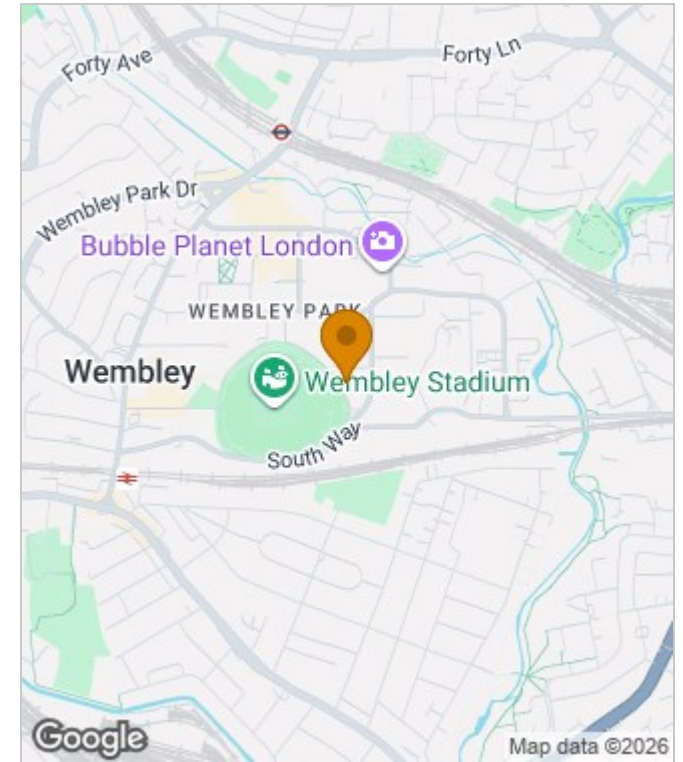 Forty Ave
Forty Ln
Wembley Park Dr
Bubble Planet London
WEMBLEY PARK
Wembley
Wembley Stadium
South Way
Google
Map data ©2026